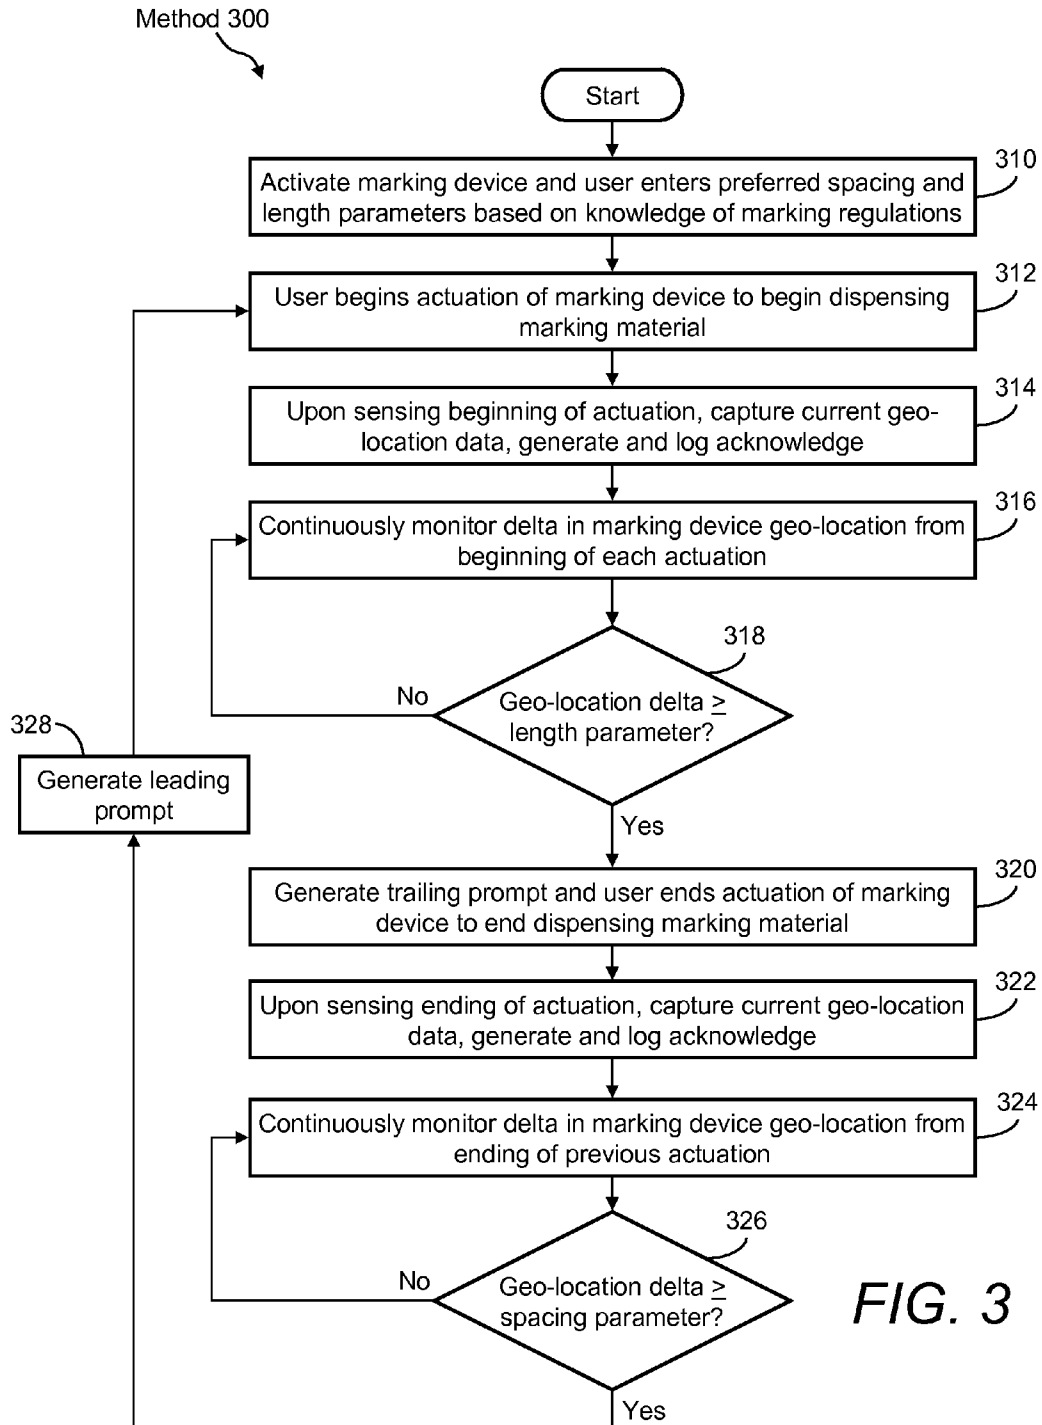 Method 300
Start
310
Activate marking device and user enters preferred spacing and
length parameters based on knowledge of marking regulations
312
User begins actuation of marking device to begin dispensing
marking material
314
Upon sensing beginning of actuation, capture current geo-
location data, generate and log acknowledge
316
Continuously monitor delta in marking device geo-location from
beginning of each actuation
318
Geo-location delta ≥
length parameter?
No
328
Generate leading
prompt
Yes
320
Generate trailing prompt and user ends actuation of marking
device to end dispensing marking material
322
Upon sensing ending of actuation, capture current geo-location
data, generate and log acknowledge
324
Continuously monitor delta in marking device geo-location from
ending of previous actuation
326
Geo-location delta ≥
spacing parameter?
No
FIG. 3
Yes